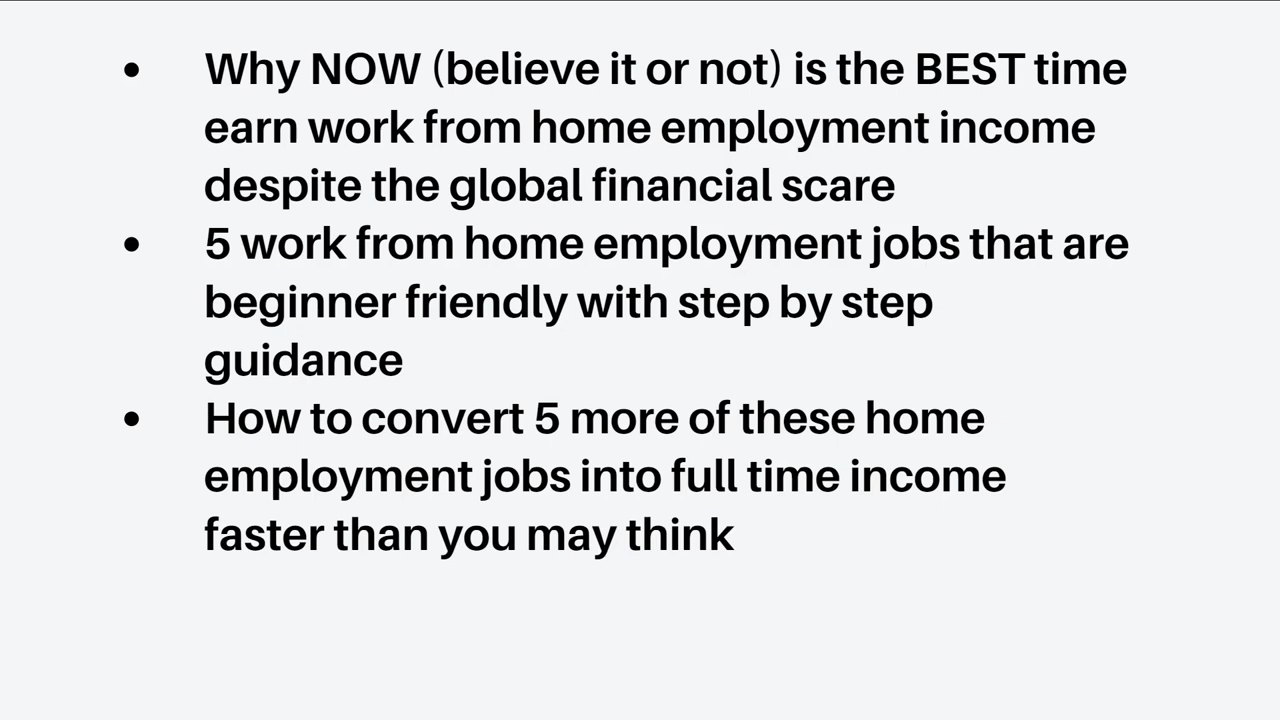 • Why NOW (believe it or not) is the BEST time
earn work from home employment income
despite the global financial scare
• 5 work from home employment jobs that are
beginner friendly with step by step
guidance
• How to convert 5 more of these home
employment jobs into full time income
faster than you may think